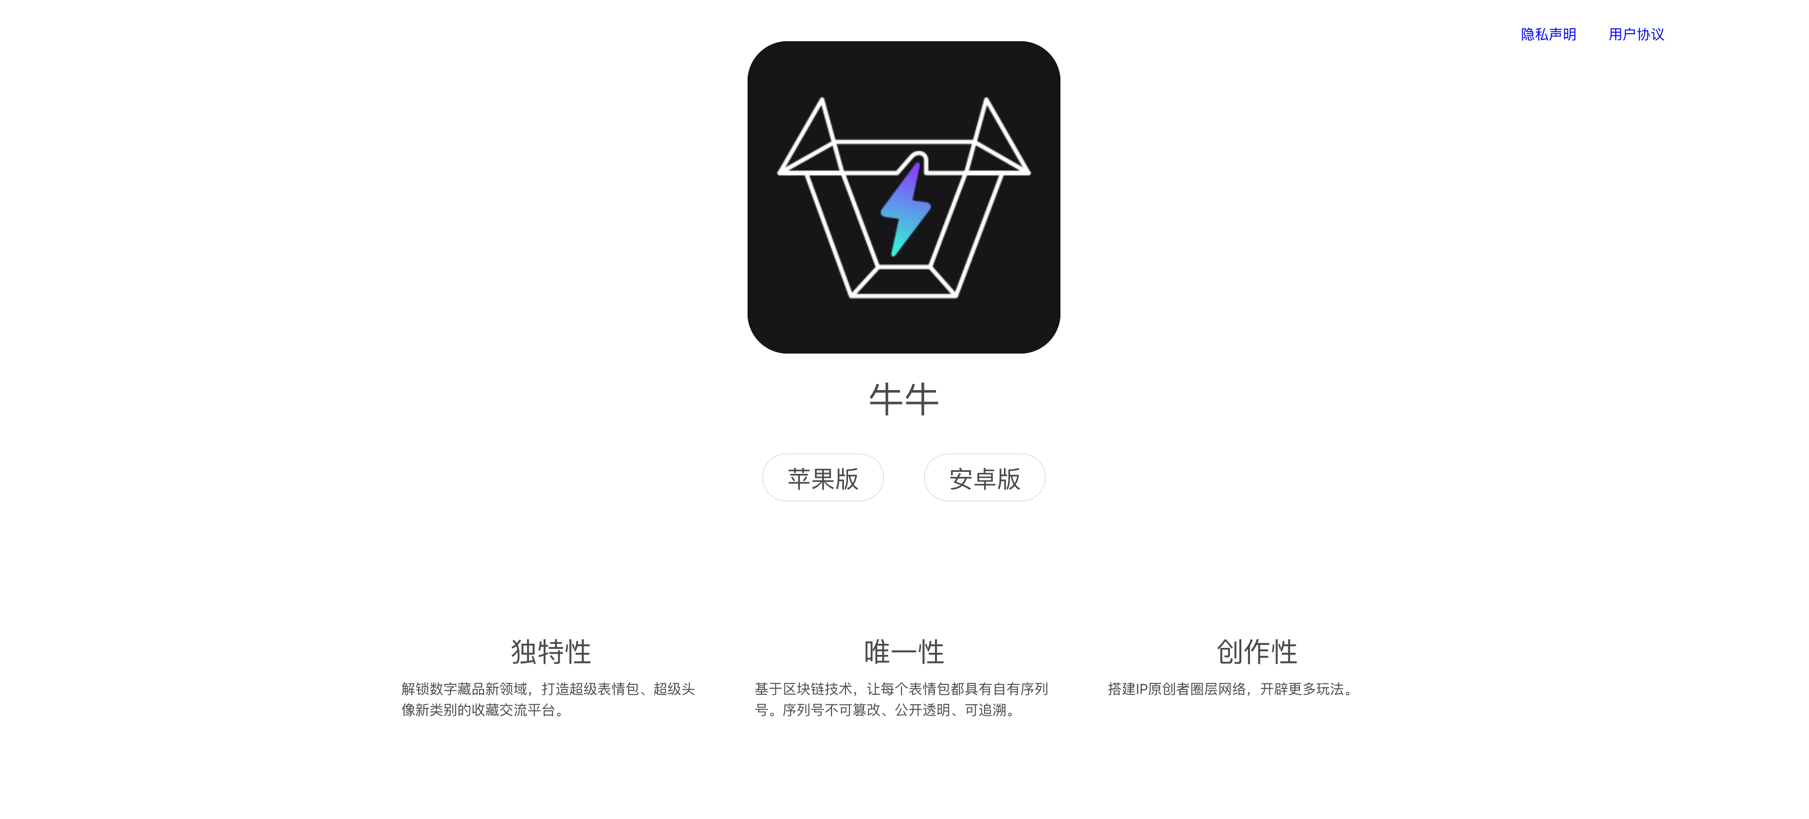 隐私声明 用户协议
牛牛
苹果版 安卓版
独特性
解锁数字藏品新领域，打造超级表情包、超级头
像新类别的收藏交流平台。
唯一性
基于区块链技术，让每个表情包都具有自有序列
号。序列号不可篡改、公开透明、可追溯。
创作性
搭建IP原创者圈层网络，开辟更多玩法。